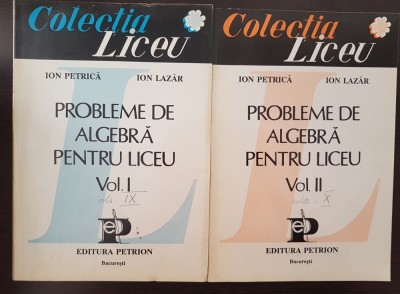 Colecția
Liceu
ION PETRICĂ ION LAZĂR
PROBLEME DE
ALGEBRĂ
PENTRU LICEU
Vol. I
IX
EDITURA PETRION
București
Colecția
Liceu
ION PETRICĂ ION LAZĂR
PROBLEME DE
ALGEBRĂ
PENTRU LICEU
Vol. II
X
EDITURA PETRION
București